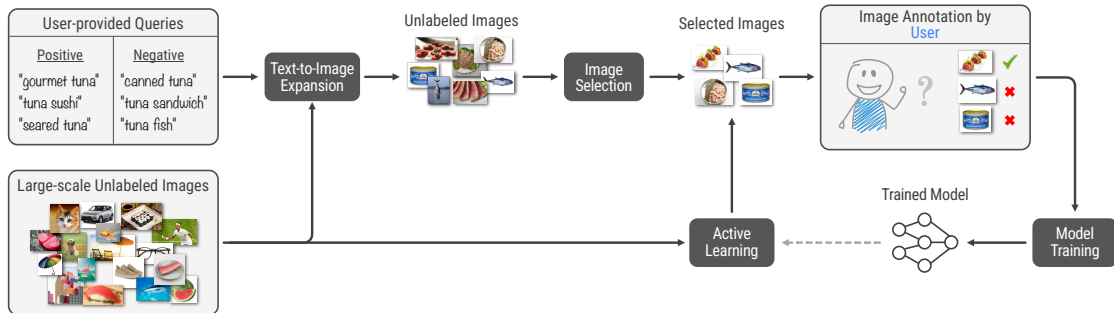 User-provided Queries
Positive
Negative
"gourmet tuna"
"canned tuna"
"tuna sushi"
"tuna sandwich"
"seared tuna"
"tuna fish"
Text-to-Image
Expansion
Unlabeled Images
Image
Selection
Selected Images
Image Annotation by
User
?
Large-scale Unlabeled Images
Active
Learning
Trained Model
Model
Training